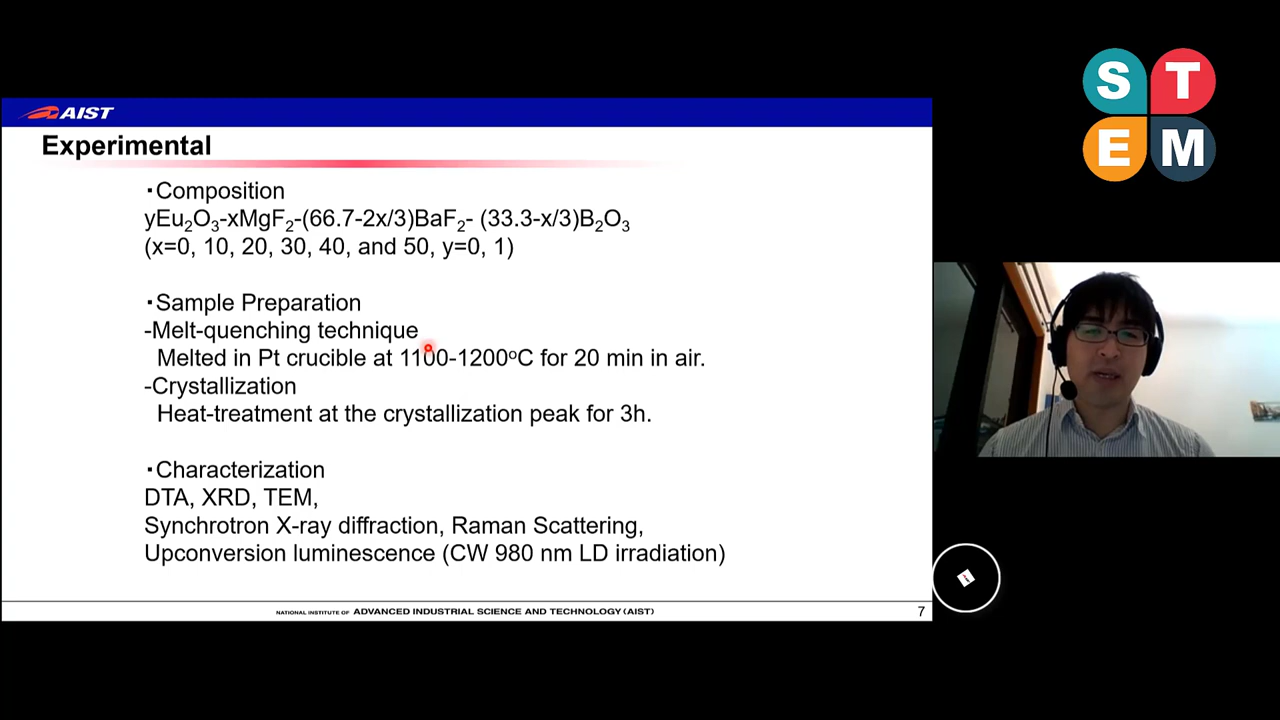 AIST
Experimental
・Composition
yEu₂O₃-xMgF₂-(66.7-2x/3)BaF₂- (33.3-x/3)B₂O₃
(x=0, 10, 20, 30, 40, and 50, y=0, 1)
・Sample Preparation
-Melt-quenching technique
Melted in Pt crucible at 1100-1200ºC for 20 min in air.
-Crystallization
Heat-treatment at the crystallization peak for 3h.
・Characterization
DTA, XRD, TEM,
Synchrotron X-ray diffraction, Raman Scattering,
Upconversion luminescence (CW 980 nm LD irradiation)
NATIONAL INSTITUTE OF ADVANCED INDUSTRIAL SCIENCE AND TECHNOLOGY (AIST)
7
S T
E M